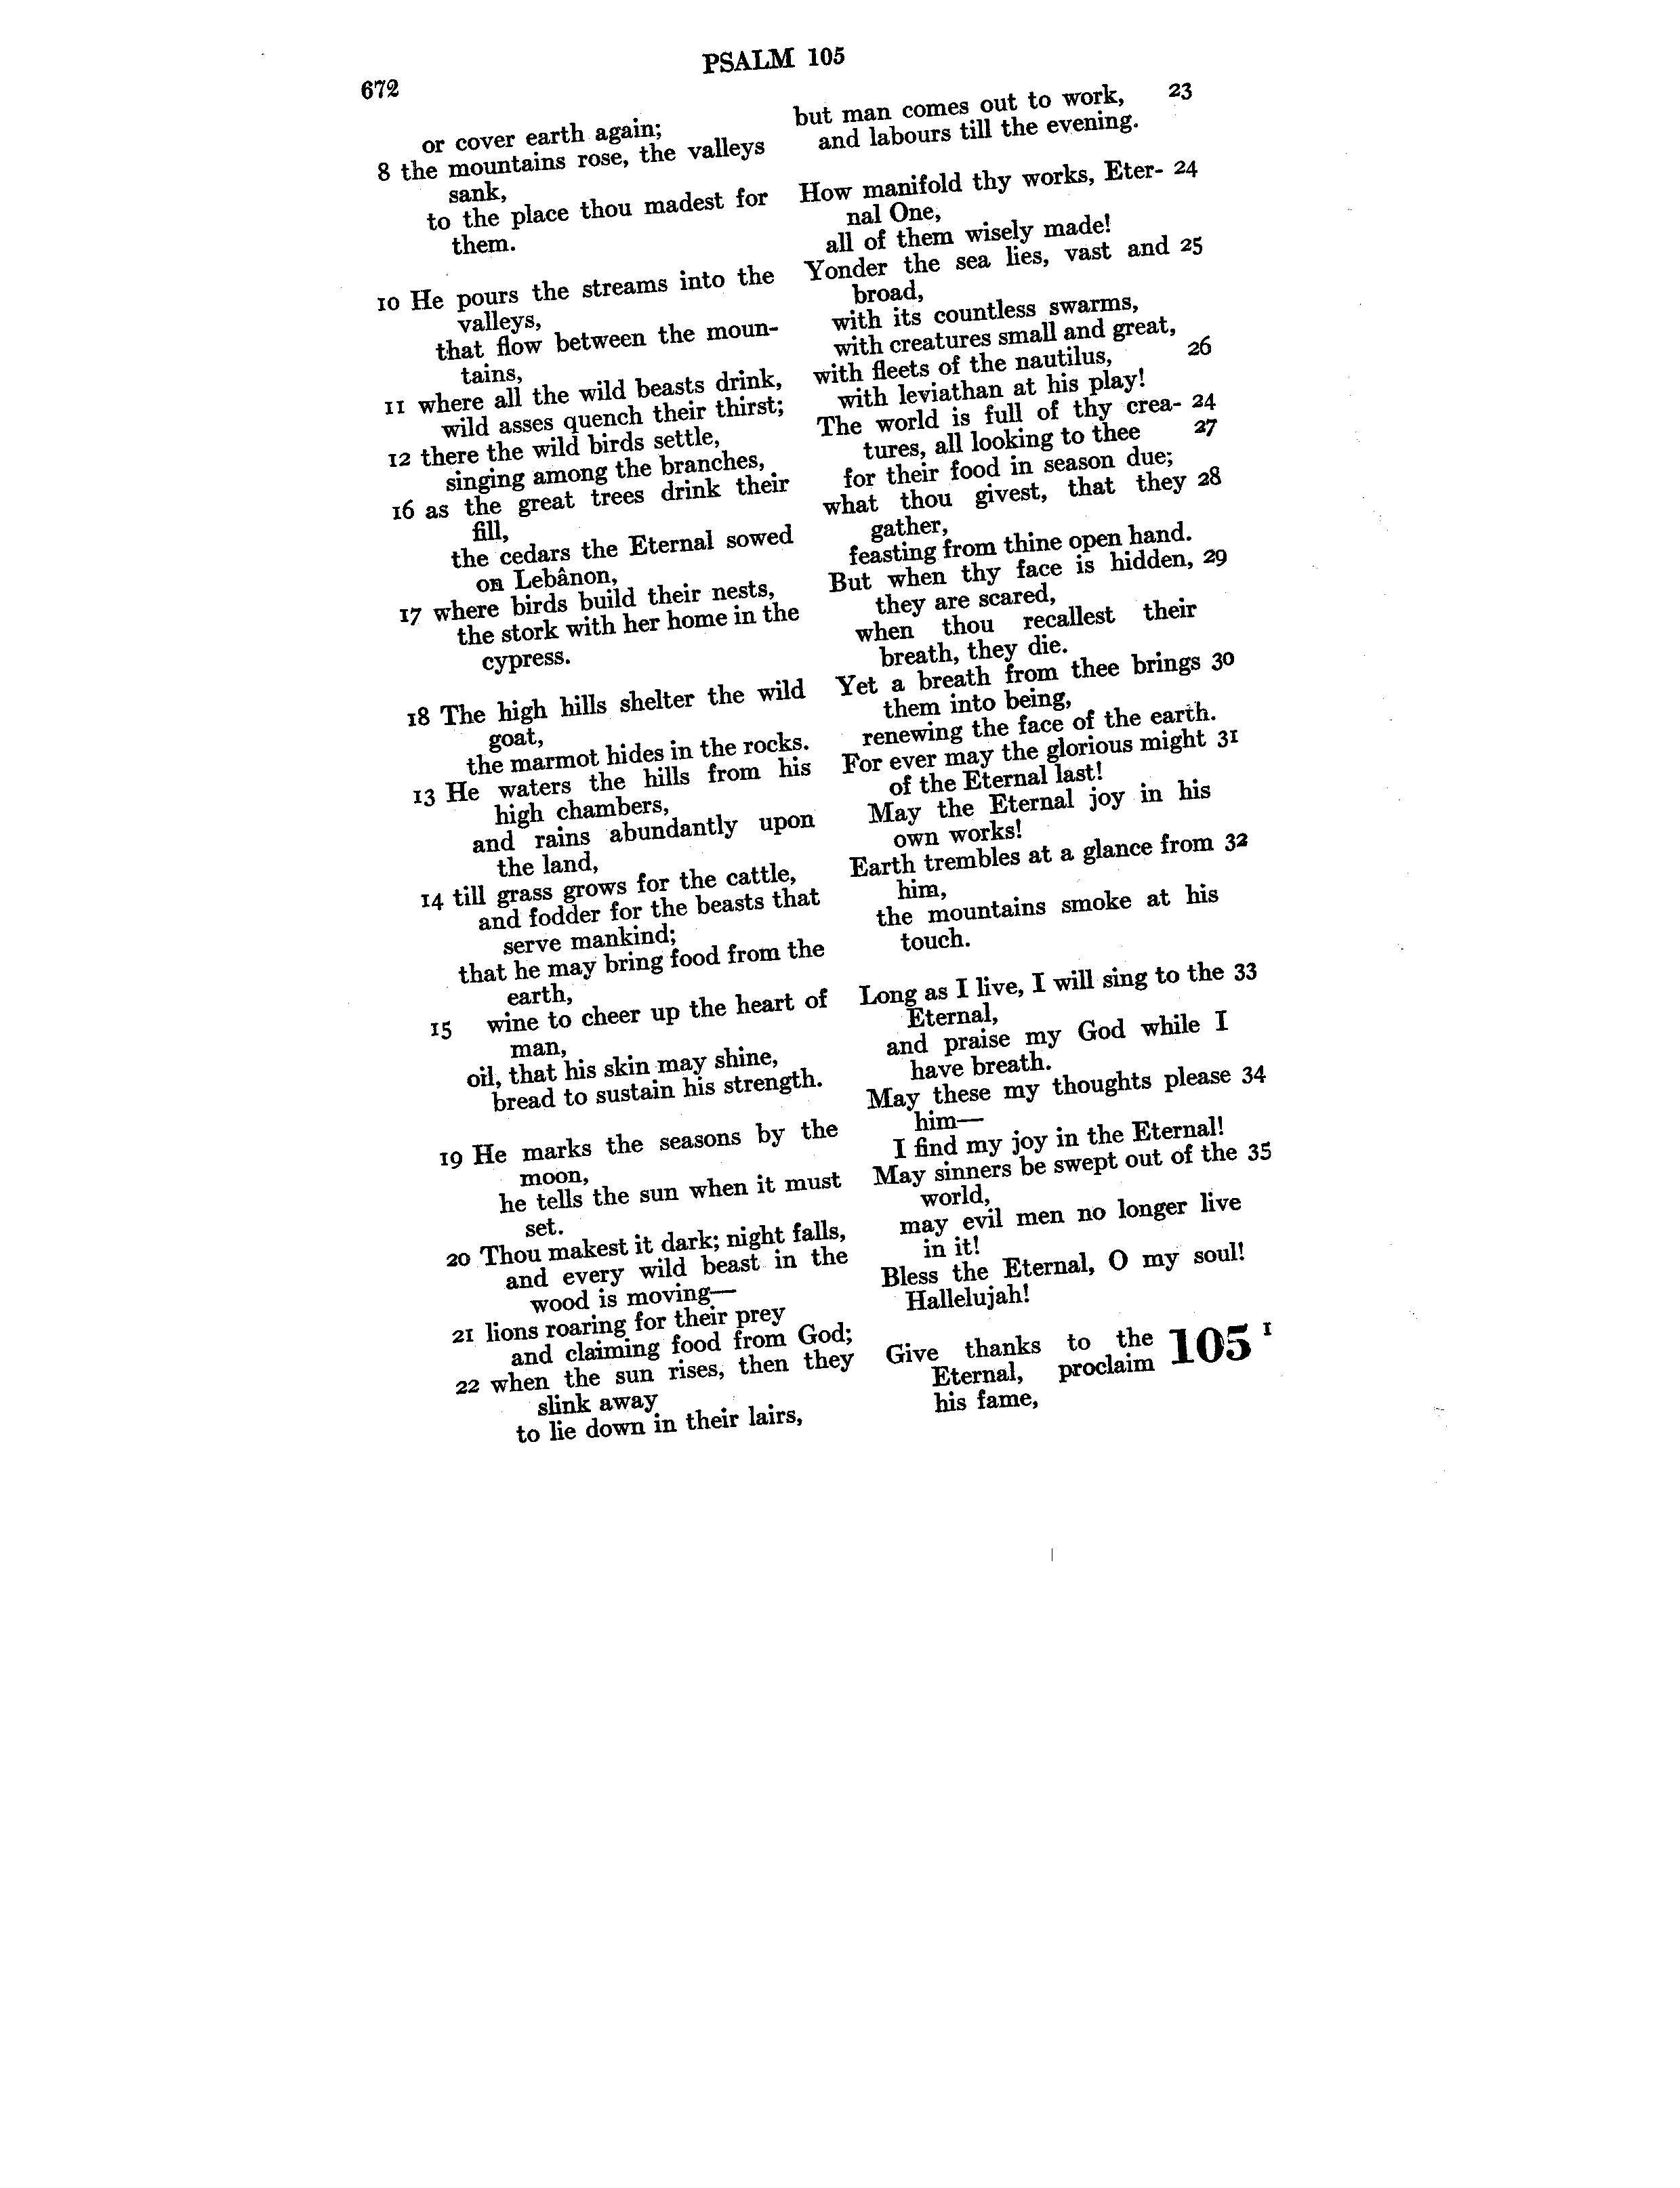 672
PSALM 105
or cover earth again;
8 the mountains rose, the valleys
sank,
to the place thou madest for
them.
10 He pours the streams into the
valleys,
that flow between the moun-
tains,
11 where all the wild beasts drink,
wild asses quench their thirst;
12 there the wild birds settle,
singing among the branches,
16 as the great trees drink their
fill,
the cedars the Eternal sowed
on Lebânon,
17 where birds build their nests,
the stork with her home in the
cypress.
18 The high hills shelter the wild
goat,
the marmot hides in the rocks.
13 He waters the hills from his
high chambers,
and rains abundantly upon
the land,
14 till grass grows for the cattle,
and fodder for the beasts that
serve mankind;
that he may bring food from the
earth,
15 wine to cheer up the heart of
man,
oil, that his skin may shine,
bread to sustain his strength.
19 He marks the seasons by the
moon,
he tells the sun when it must
set.
20 Thou makest it dark; night falls,
and every wild beast in the
wood is moving—
21 lions roaring for their prey
and claiming food from God;
22 when the sun rises, then they
slink away
to lie down in their lairs,
but man comes out to work, 23
and labours till the evening.
How manifold thy works, Eter- 24
nal One,
all of them wisely made!
Yonder the sea lies, vast and 25
broad,
with its countless swarms,
with creatures small and great,
with fleets of the nautilus, 26
with leviathan at his play!
The world is full of thy crea- 24
tures, all looking to thee 27
for their food in season due;
what thou givest, that they 28
gather,
feasting from thine open hand.
But when thy face is hidden, 29
they are scared,
when thou recallest their
breath, they die.
Yet a breath from thee brings 30
them into being,
renewing the face of the earth.
For ever may the glorious might 31
of the Eternal last!
May the Eternal joy in his
own works!
Earth trembles at a glance from 32
him,
the mountains smoke at his
touch.
Long as I live, I will sing to the 33
Eternal,
and praise my God while I
have breath.
May these my thoughts please 34
him—
I find my joy in the Eternal!
May sinners be swept out of the 35
world,
may evil men no longer live
in it!
Bless the Eternal, O my soul!
Hallelujah!
Give thanks to the 105 1
Eternal, proclaim
his fame,